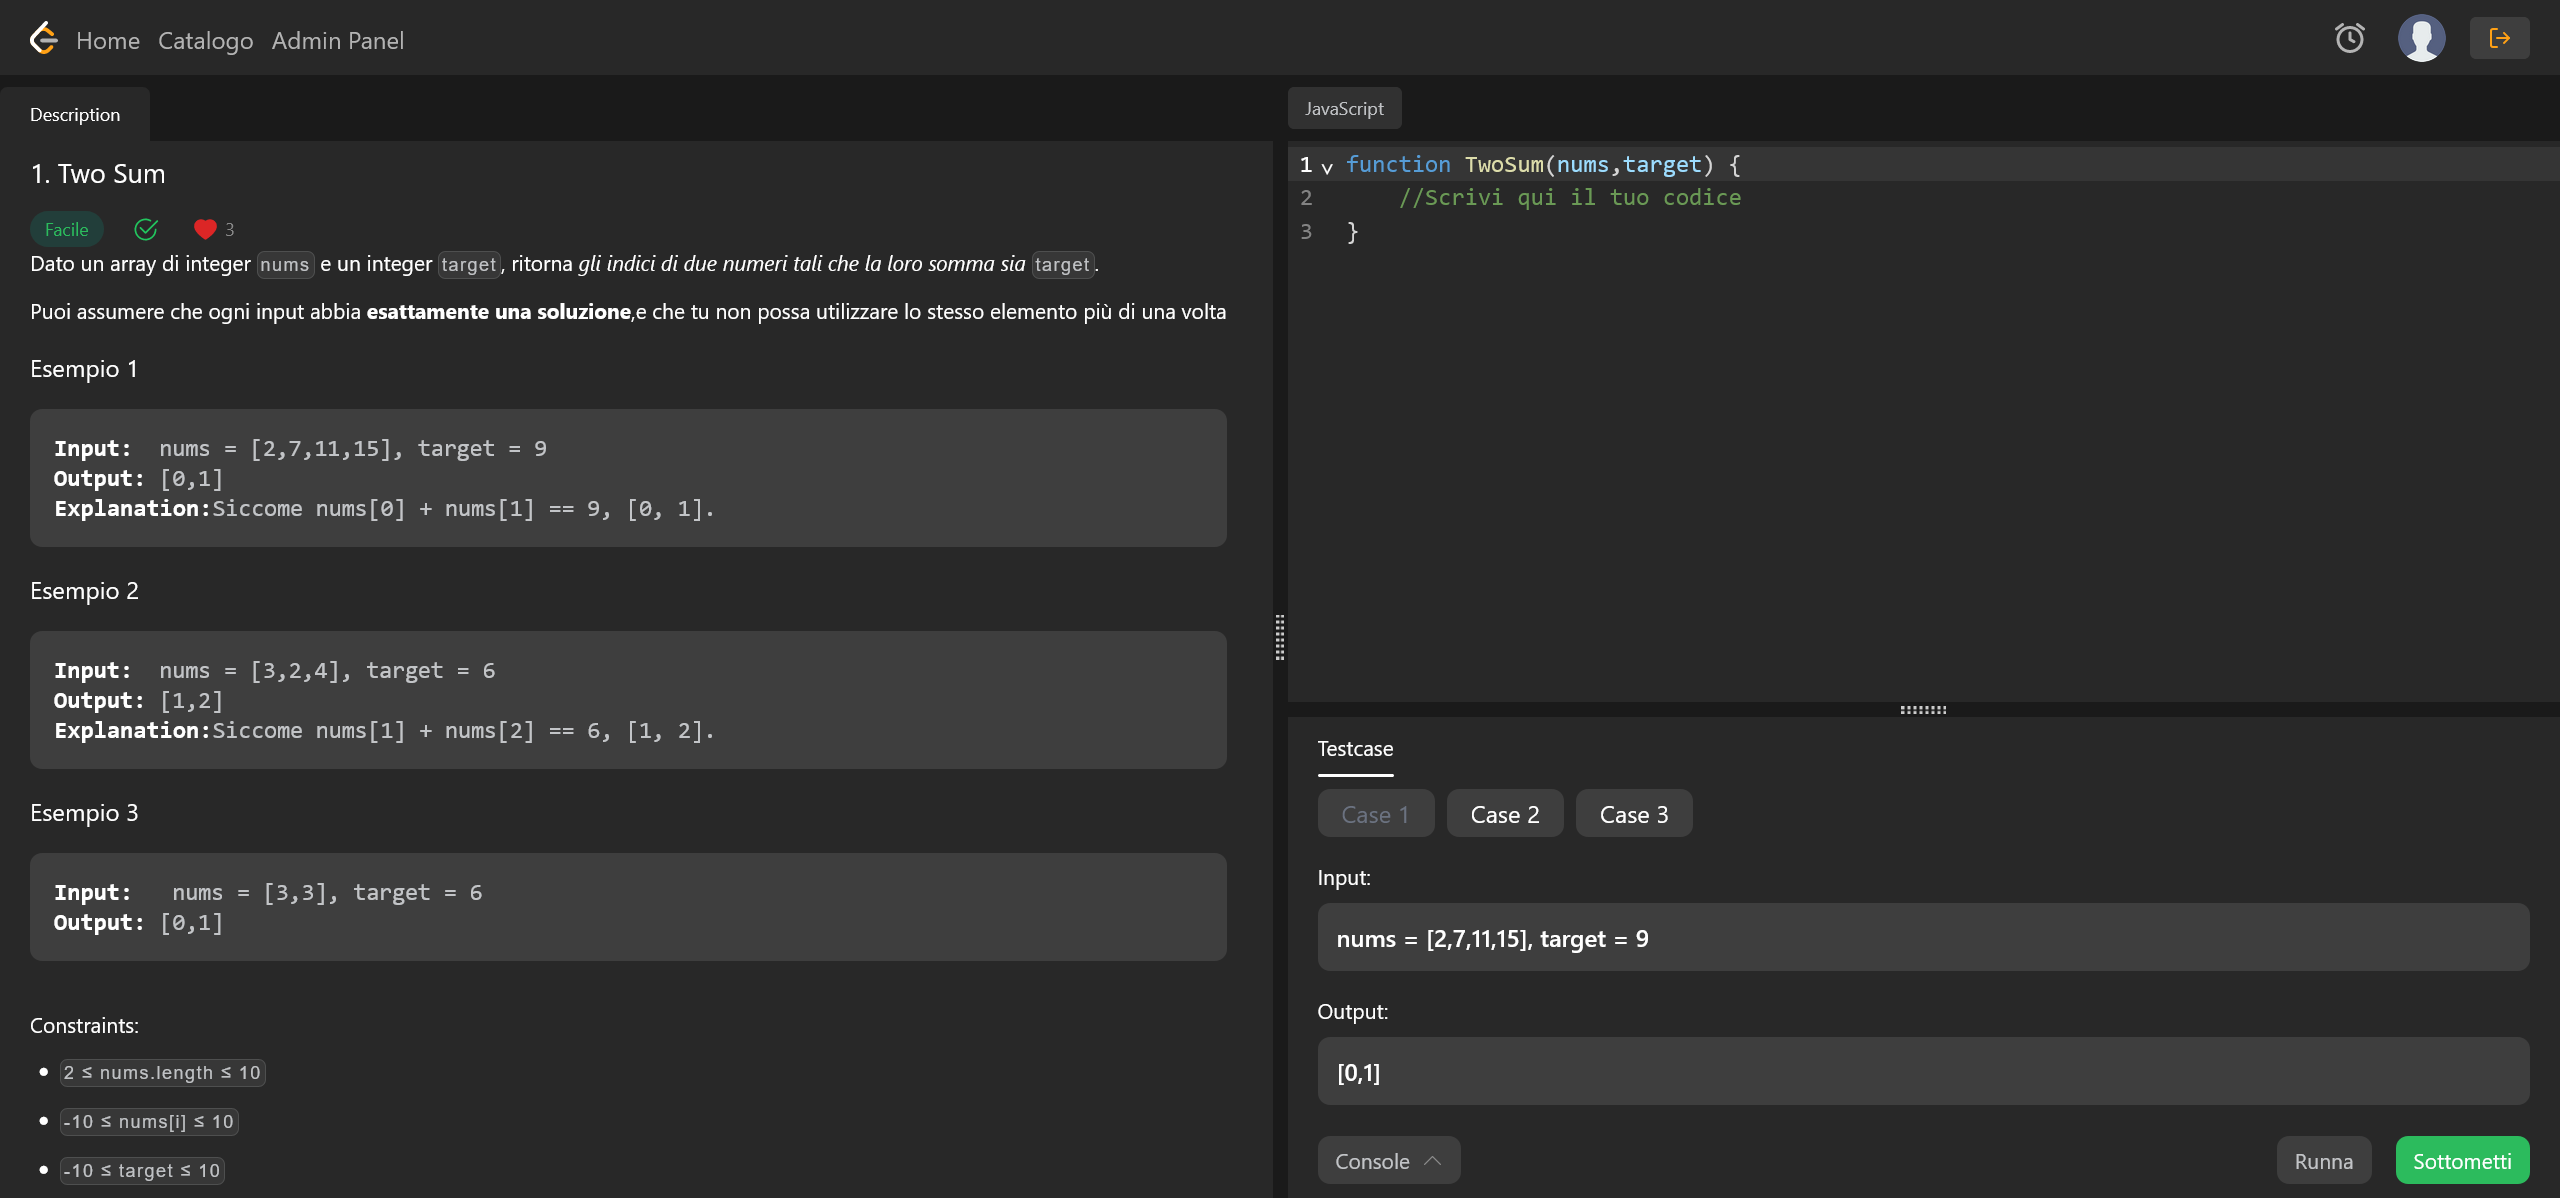 Home Catalogo Admin Panel
Description
1. Two Sum
Facile 3
Dato un array di integer nums e un integer target, ritorna gli indici di due numeri tali che la loro somma sia target.
Puoi assumere che ogni input abbia esattamente una soluzione,e che tu non possa utilizzare lo stesso elemento più di una volta
Esempio 1
Input:  nums = [2,7,11,15], target = 9
Output: [0,1]
Explanation:Siccome nums[0] + nums[1] == 9, [0, 1].
Esempio 2
Input:  nums = [3,2,4], target = 6
Output: [1,2]
Explanation:Siccome nums[1] + nums[2] == 6, [1, 2].
Esempio 3
Input:   nums = [3,3], target = 6
Output: [0,1]
Constraints:
2 ≤ nums.length ≤ 10
-10 ≤ nums[i] ≤ 10
-10 ≤ target ≤ 10
JavaScript
1 function TwoSum(nums,target) {
2     //Scrivi qui il tuo codice
3 }
Testcase
Case 1 Case 2 Case 3
Input:
nums = [2,7,11,15], target = 9
Output:
[0,1]
Console Runna Sottometti